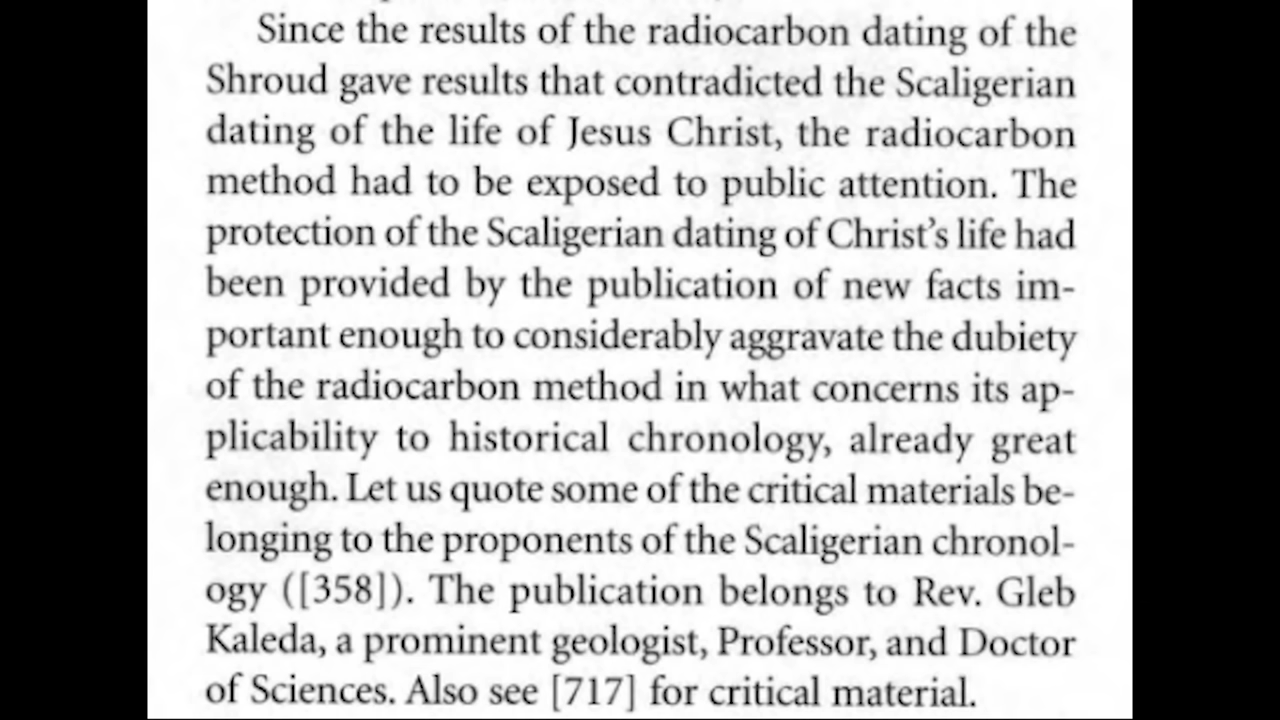 Since the results of the radiocarbon dating of the
Shroud gave results that contradicted the Scaligerian
dating of the life of Jesus Christ, the radiocarbon
method had to be exposed to public attention. The
protection of the Scaligerian dating of Christ's life had
been provided by the publication of new facts im-
portant enough to considerably aggravate the dubiety
of the radiocarbon method in what concerns its ap-
plicability to historical chronology, already great
enough. Let us quote some of the critical materials be-
longing to the proponents of the Scaligerian chronol-
ogy ([358]). The publication belongs to Rev. Gleb
Kaleda, a prominent geologist, Professor, and Doctor
of Sciences. Also see [717] for critical material.